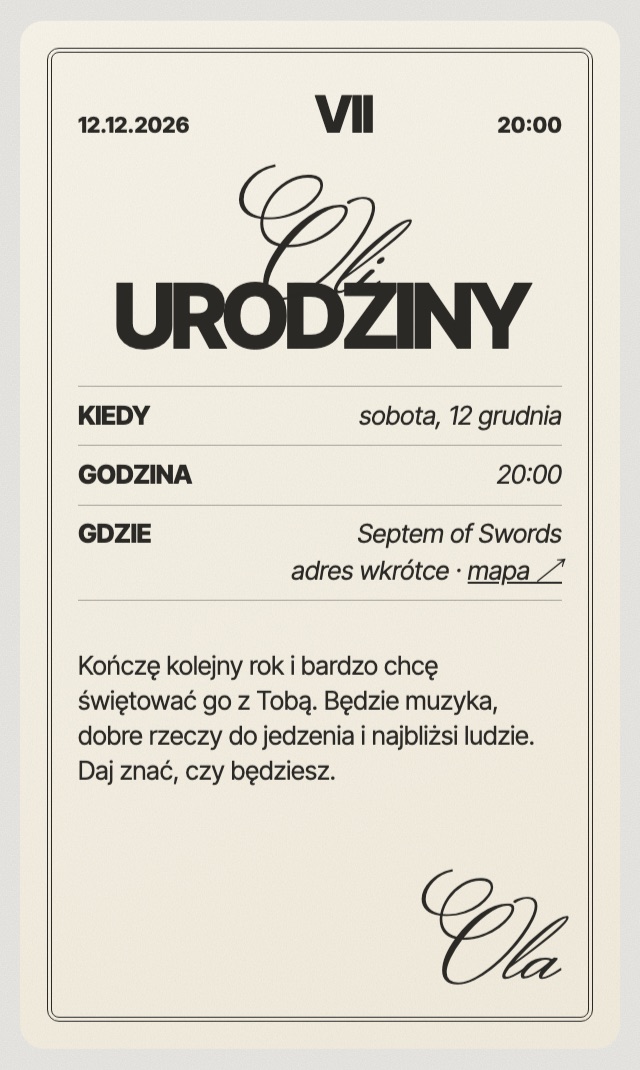 12.12.2026 VII 20:00
Oli
URODZINY
KIEDY sobota, 12 grudnia
GODZINA 20:00
GDZIE Septem of Swords
adres wkrótce · mapa ↗
Kończę kolejny rok i bardzo chcę
świętować go z Tobą. Będzie muzyka,
dobre rzeczy do jedzenia i najbliżsi ludzie.
Daj znać, czy będziesz.
Ola